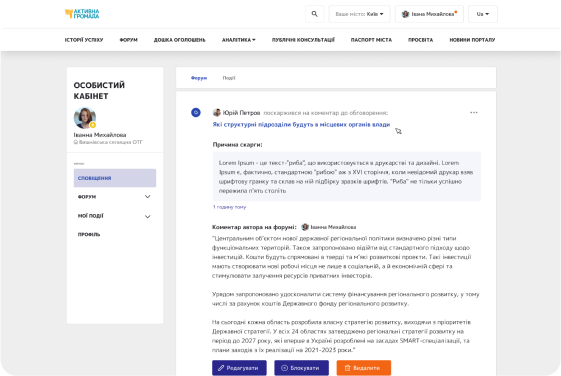 АКТИВНА
ГРОМАДА
Ваше місто: Київ
Іванна Михайлова
Ua
ІСТОРІЇ УСПІХУ
ФОРУМ
ДОШКА ОГОЛОШЕНЬ
АНАЛІТИКА
ПУБЛІЧНІ КОНСУЛЬТАЦІЇ
ПАСПОРТ МІСТА
ПРОСВІТА
НОВИНИ ПОРТАЛУ
ОСОБИСТИЙ
КАБІНЕТ
Іванна Михайлова
Вишнівська селищна ОТГ
МЕНЮ
СПОВІЩЕННЯ
ФОРУМ
МОЇ ПОДІЇ
ПРОФІЛЬ
Форум
Події
Юрій Петров поскаржився на коментар до обговорення:
Які структурні підрозділи будуть в місцевих органів влади
Причина скарги:
Lorem Ipsum - це текст-"риба", що використовується в друкарстві та дизайні. Lorem
Ipsum є, фактично, стандартною "рибою" аж з XVI сторіччя, коли невідомий друкар взяв
шрифтову гранку та склав на ній підбірку зразків шрифтів. "Риба" не тільки успішно
пережила п'ять століть
1 годину тому
Коментар автора на форумі: Іванна Михайлова
"Центральним об'єктом нової державної регіональної політики визначено різні типи
функціональних територій. Також запропоновано відійти від стандартного підходу щодо
інвестицій. Кошти будуть спрямовані в тверді та м'які розвиткові проекти. Такі інвестиції
мають створювати нові робочі місця не лише в соціальній, а й економічній сфері та
стимулювати залучення ресурсів приватних інвесторів.
Урядом запропоновано удосконалити систему фінансування регіонального розвитку, у тому
числі за рахунок коштів Державного фонду регіонального розвитку.
На сьогодні кожна область розробила власну стратегію розвитку, виходячи з пріоритетів
Державної стратегії. У всіх 24 областях затверджено регіональні стратегії розвитку на
період до 2027 року, які вперше в Україні розроблені на засадах SMART-спеціалізації, та
плани заходів з їх реалізації на 2021-2023 роки."
Редагувати
Блокувати
Видалити